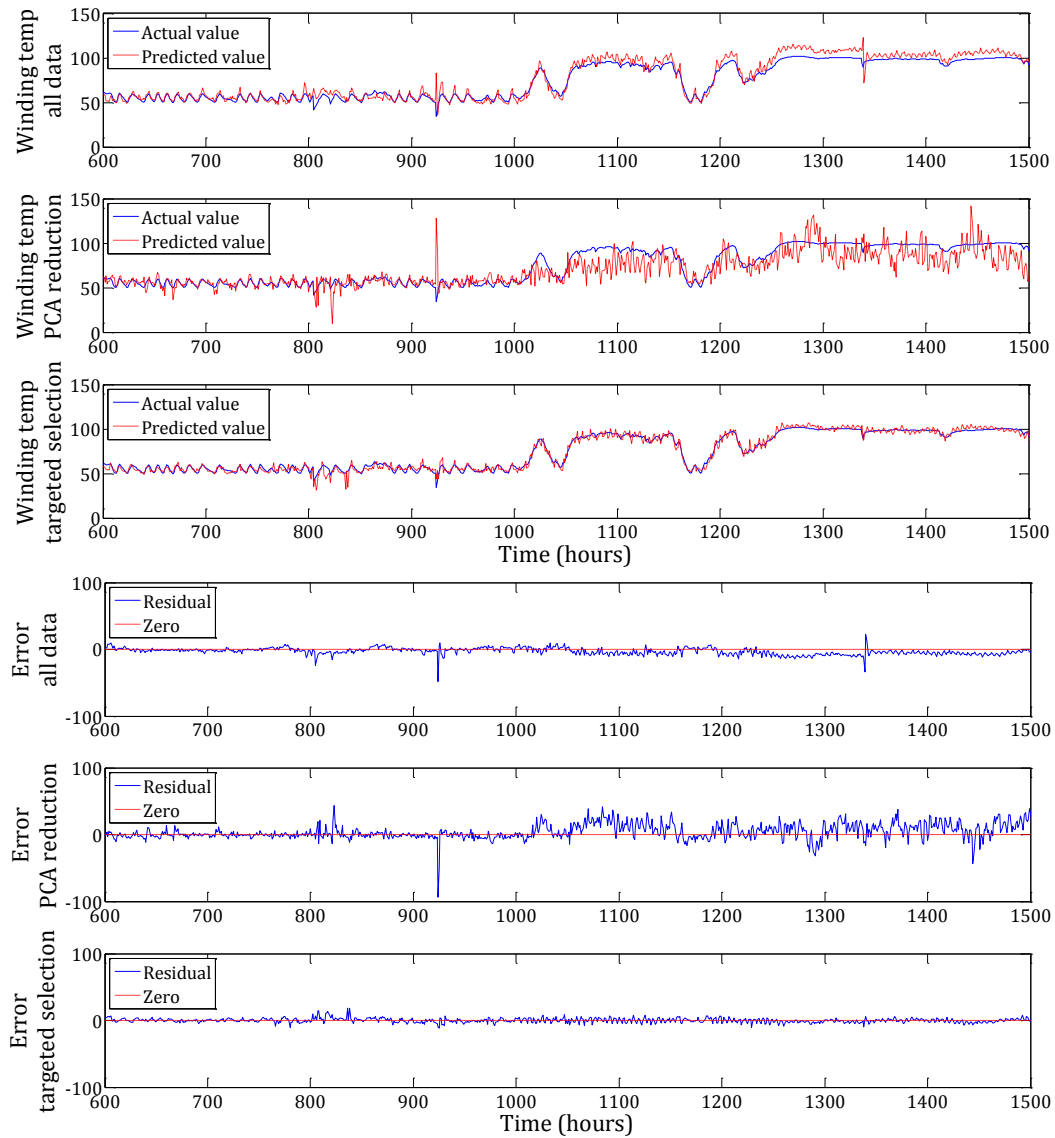 Winding temp
all data
150
100
50
0
Actual value
Predicted value
600 700 800 900 1000 1100 1200 1300 1400 1500
Winding temp
PCA reduction
150
100
50
0
Actual value
Predicted value
600 700 800 900 1000 1100 1200 1300 1400 1500
Winding temp
targeted selection
150
100
50
0
Actual value
Predicted value
600 700 800 900 1000 1100 1200 1300 1400 1500
Time (hours)
Error
all data
100
0
-100
Residual
Zero
600 700 800 900 1000 1100 1200 1300 1400 1500
Error
PCA reduction
100
0
-100
Residual
Zero
600 700 800 900 1000 1100 1200 1300 1400 1500
Error
targeted selection
100
0
-100
Residual
Zero
600 700 800 900 1000 1100 1200 1300 1400 1500
Time (hours)